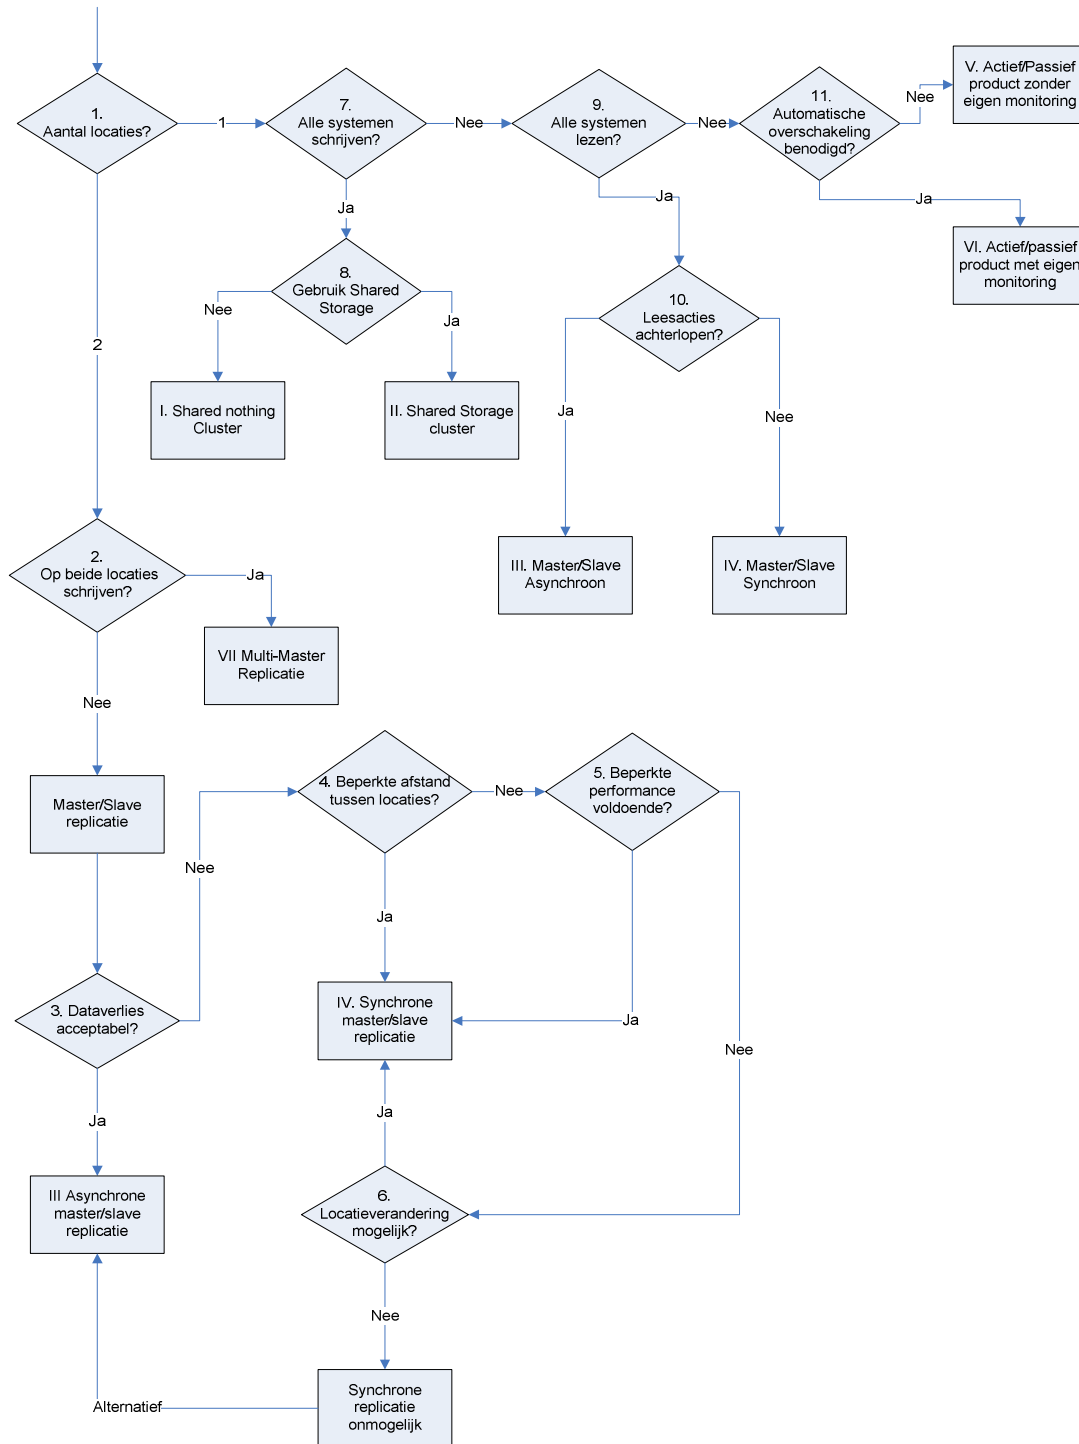 1.
Aantal locaties?
1
7.
Alle systemen
schrijven?
Nee
9.
Alle systemen
lezen?
Nee
11.
Automatische
overschakeling
benodigd?
Nee
V. Actief/Passief
product zonder
eigen monitoring
Ja
VI. Actief/passief
product met eigen
monitoring
Ja
8.
Gebruik Shared
Storage
Nee
Ja
I. Shared nothing
Cluster
II. Shared Storage
cluster
Ja
10.
Leesacties
achterlopen?
Ja
Nee
III. Master/Slave
Asynchroon
IV. Master/Slave
Synchroon
2
2.
Op beide locaties
schrijven?
Ja
VII Multi-Master
Replicatie
Nee
Master/Slave
replicatie
3. Dataverlies
acceptabel?
Nee
4. Beperkte afstand
tussen locaties?
Nee
5. Beperkte
performance
voldoende?
Ja
IV. Synchrone
master/slave
replicatie
Ja
Nee
Ja
III Asynchrone
master/slave
replicatie
Ja
6.
Locatieverandering
mogelijk?
Nee
Synchrone
replicatie
onmogelijk
Alternatief